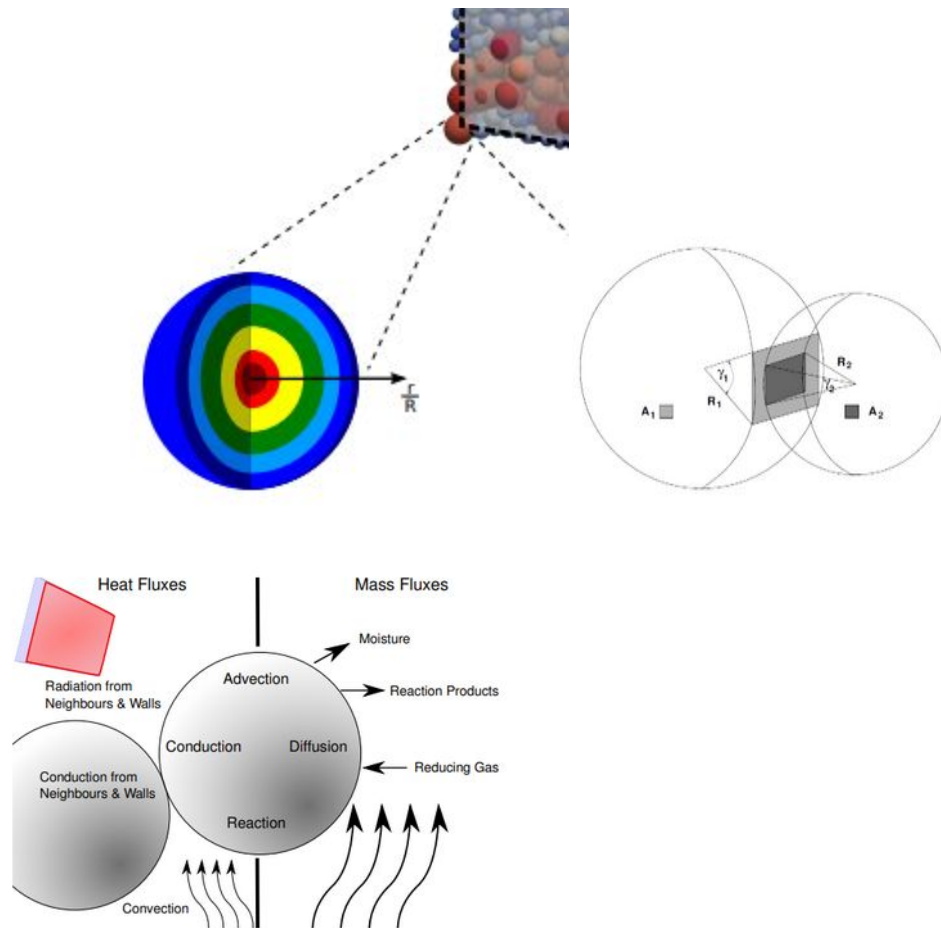 r
R
γ₁
R₁
R₂
γ₂
A₁
A₂
Heat Fluxes
Mass Fluxes
Moisture
Advection
Reaction Products
Radiation from
Neighbours & Walls
Conduction
Diffusion
Reducing Gas
Conduction from
Neighbours & Walls
Reaction
Convection